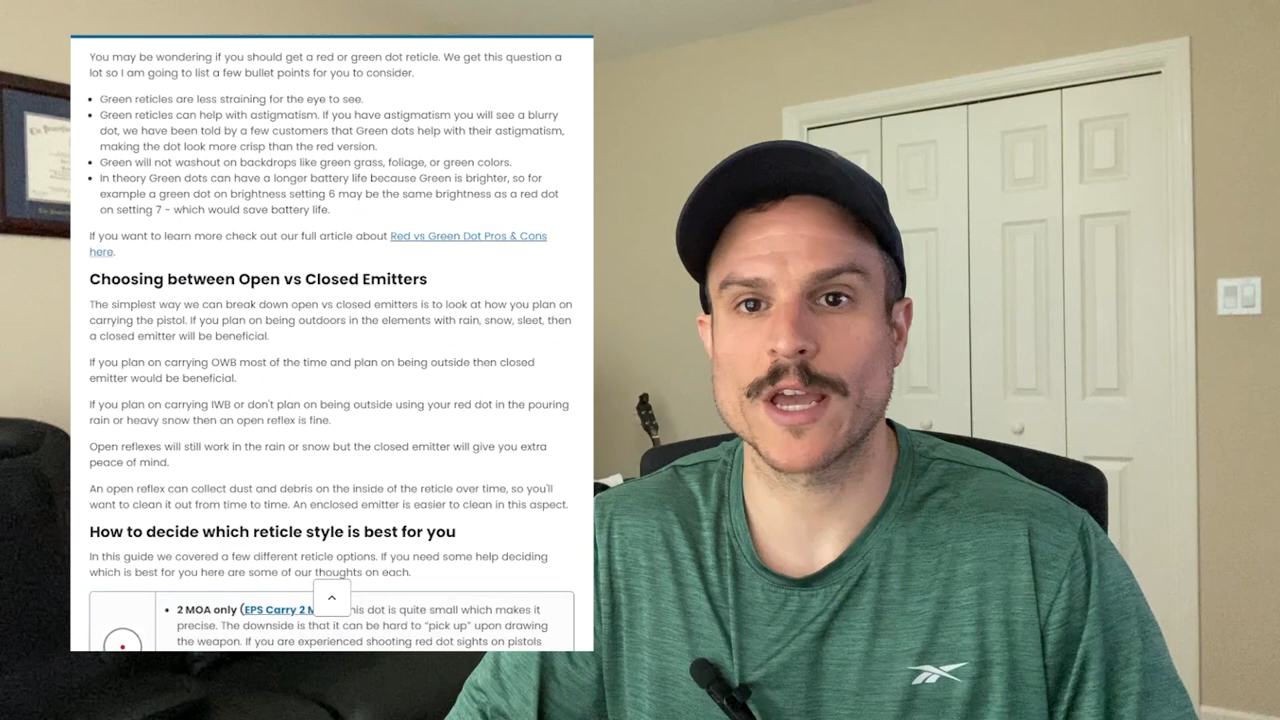 You may be wondering if you should get a red or green dot reticle. We get this question a
lot so I am going to list a few bullet points for you to consider.
Green reticles are less straining for the eye to see.
Green reticles can help with astigmatism. If you have astigmatism you will see a blurry
dot, we have been told by a few customers that Green dots help with their astigmatism,
making the dot look more crisp than the red version.
Green will not washout on backdrops like green grass, foliage, or green colors.
In theory Green dots can have a longer battery life because Green is brighter, so for
example a green dot on brightness setting 6 may be the same brightness as a red dot
on setting 7 - which would save battery life.
If you want to learn more check out our full article about Red vs Green Dot Pros & Cons
here.
Choosing between Open vs Closed Emitters
The simplest way we can break down open vs closed emitters is to look at how you plan on
carrying the pistol. If you plan on being outdoors in the elements with rain, snow, sleet, then
a closed emitter will be beneficial.
If you plan on carrying OWB most of the time and plan on being outside then closed
emitter would be beneficial.
If you plan on carrying IWB or don't plan on being outside using your red dot in the pouring
rain or heavy snow then an open reflex is fine.
Open reflexes will still work in the rain or snow but the closed emitter will give you extra
peace of mind.
An open reflex can collect dust and debris on the inside of the reticle over time, so you'll
want to clean it out from time to time. An enclosed emitter is easier to clean in this aspect.
How to decide which reticle style is best for you
In this guide we covered a few different reticle options. If you need some help deciding
which is best for you here are some of our thoughts on each.
2 MOA only (EPS Carry 2 dot is quite small which makes it
precise. The downside is that it can be hard to "pick up" upon drawing
the weapon. If you are experienced shooting red dot sights on pistols